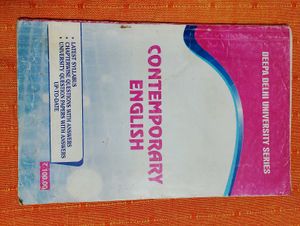 DEEPA DELHI UNIVERSITY SERIES
CONTEMPORARY
ENGLISH
• LATEST SYLLABUS
• CHAPTERWISE QUESTIONS WITH ANSWERS
• UNIVERSITY QUESTION PAPERS WITH ANSWERS
UP-TO-DATE
₹ 100.00